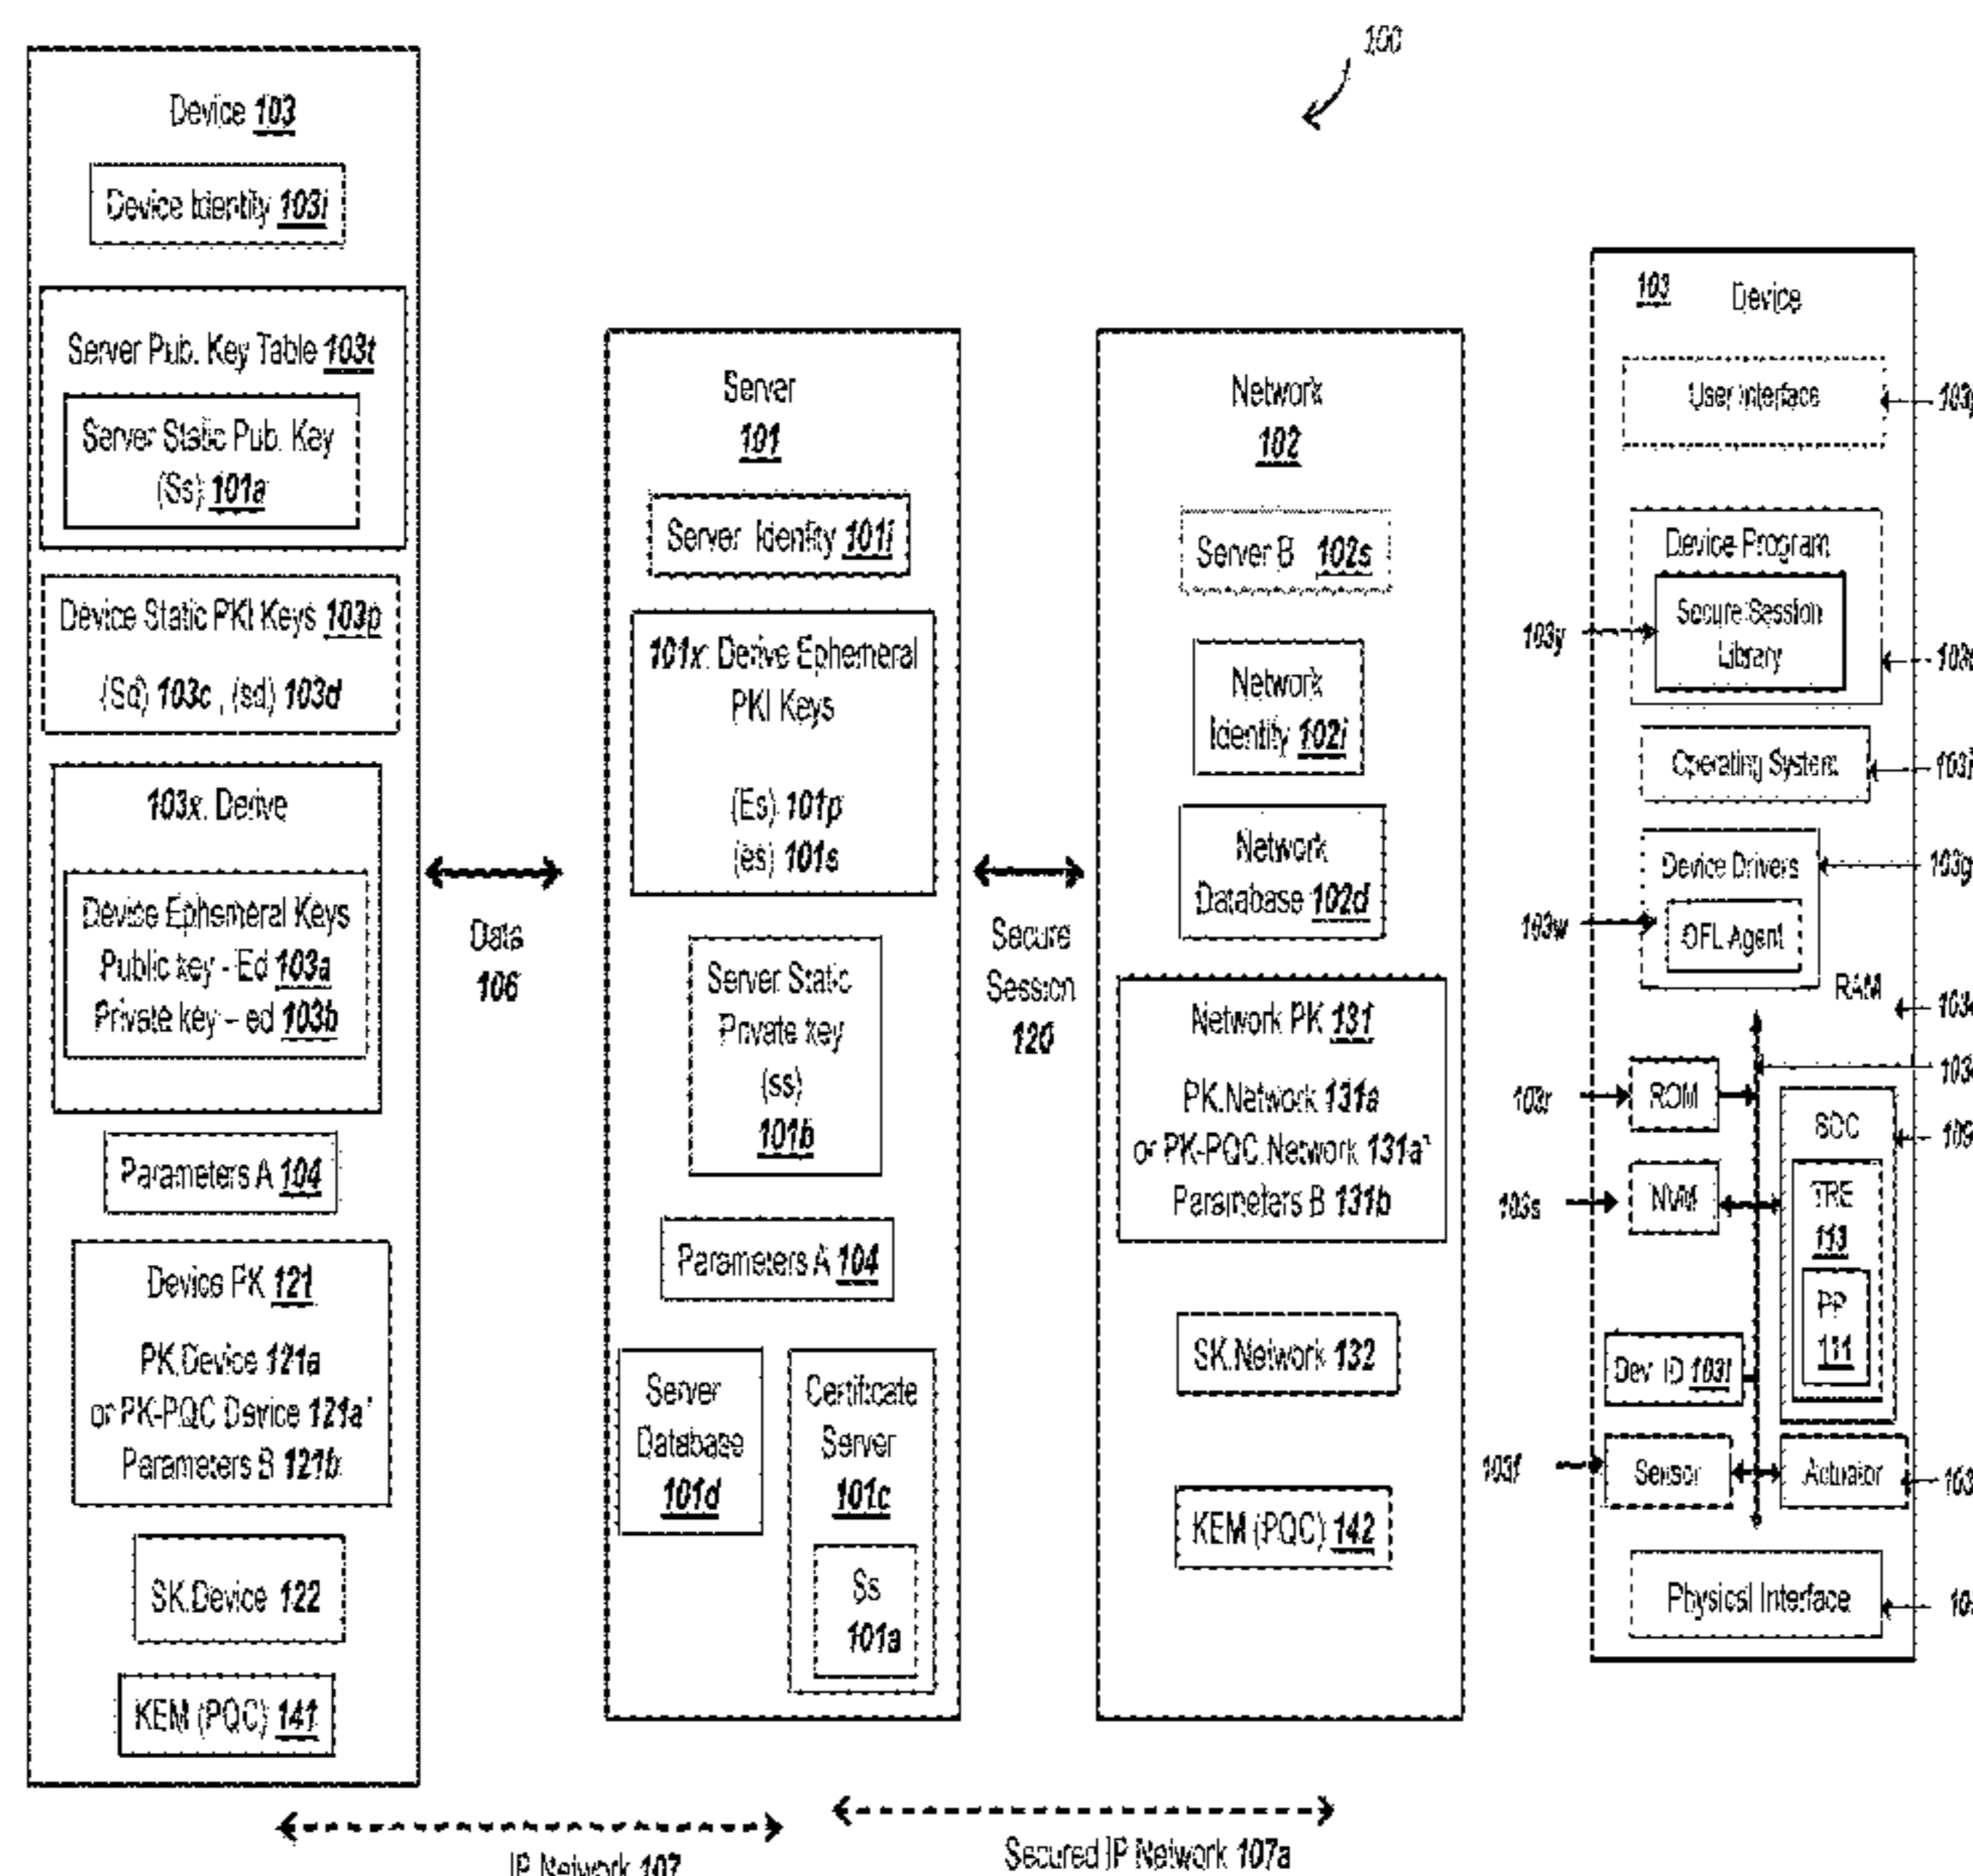 100
Device 103
Device Identity 103i
Server Pub. Key Table 103t
Server Static Pub. Key
(Ss) 101a
Device Static PKI Keys 103p
(Sd) 103c , (sd) 103d
103x: Derive
Device Ephemeral Keys
Public key - Ed 103a
Private key – ed 103b
Parameters A 104
Device PK 121
PK.Device 121a
or PK-PQC Device 121a'
Parameters B 121b
SK.Device 122
KEM (PQC) 141
Data
106
Server
101
Server Identity 101i
101x: Derive Ephemeral
PKI Keys
(Es) 101p
(es) 101s
Server Static
Private key
(ss)
101b
Parameters A 104
Server
Database
101d
Certificate
Server
101c
Ss
101a
Secure
Session
120
Network
102
Server B 102s
Network
Identity 102i
Network
Database 102d
Network PK 131
PK.Network 131a
or PK-PQC.Network 131a'
Parameters B 131b
SK.Network 132
KEM (PQC) 142
IP Network 107
Secured IP Network 107a
103 Device
User Interface
Device Program
103y
Secure Session
Library
Operating System
Device Drivers
103g
103w
OFL Agent
RAM
103r
ROM
SOC
109
103s
NVM
TRE
113
PP
111
Dev. ID 103i
103f
Sensor
Actuator
Physical Interface